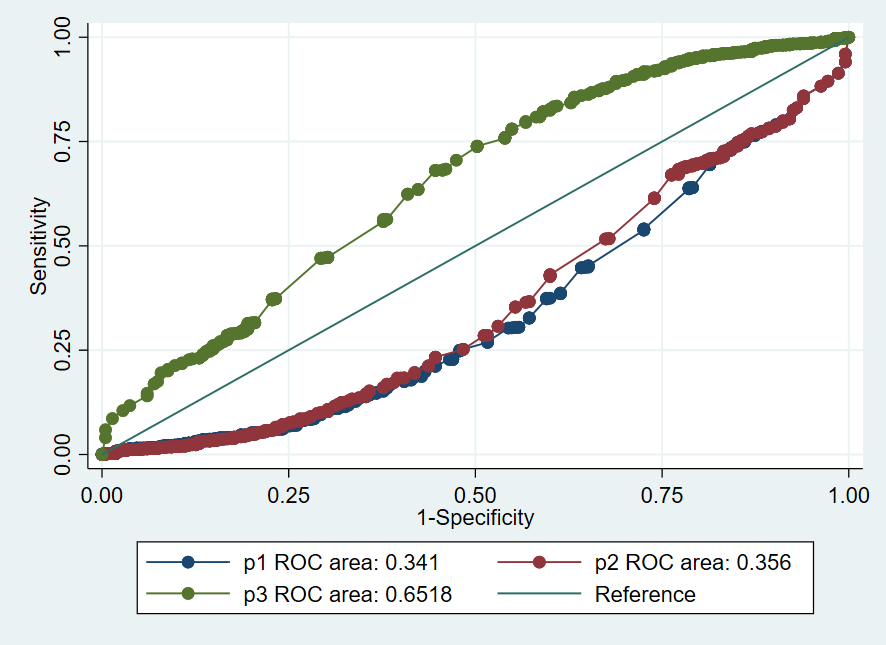 1.00
0.75
0.50
0.25
0.00
Sensitivity
0.00 0.25 0.50 0.75 1.00
1-Specificity
p1 ROC area: 0.341 p2 ROC area: 0.356
p3 ROC area: 0.6518 Reference